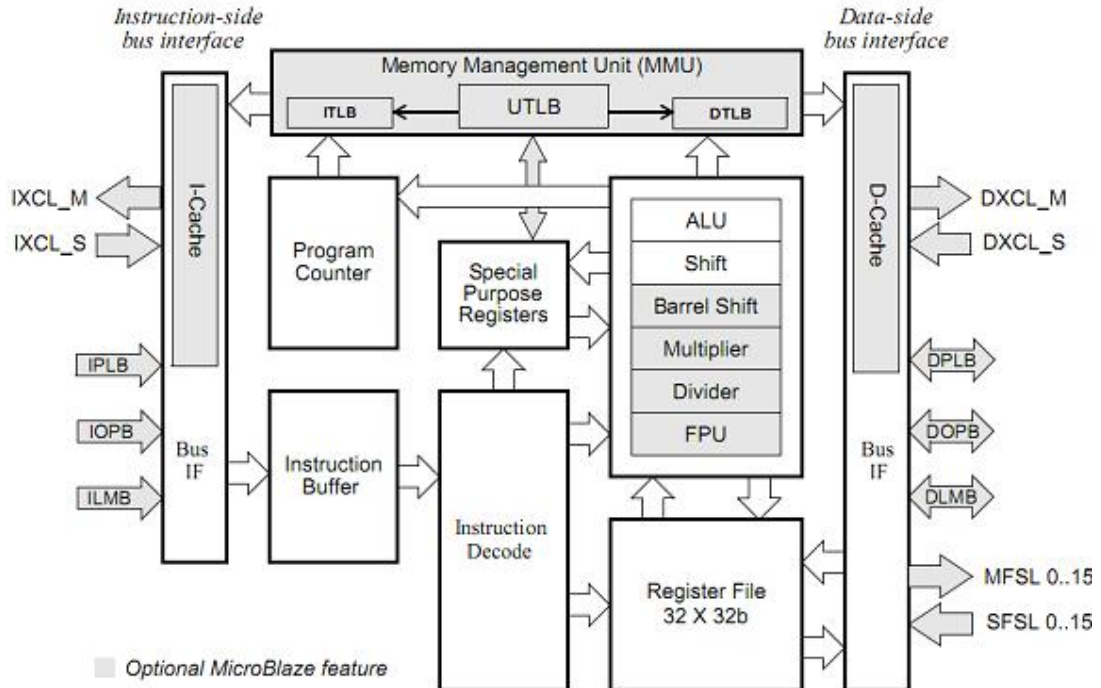 Instruction-side
bus interface
Data-side
bus interface
Memory Management Unit (MMU)
ITLB
UTLB
DTLB
I-Cache
D-Cache
IXCL_M
IXCL_S
DXCL_M
DXCL_S
Program
Counter
Special
Purpose
Registers
ALU
Shift
Barrel Shift
Multiplier
Divider
FPU
IPLB
IOPB
ILMB
Bus
IF
Instruction
Buffer
Instruction
Decode
Register File
32 X 32b
Bus
IF
DPLB
DOPB
DLMB
MFSL 0..15
SFSL 0..15
Optional MicroBlaze feature